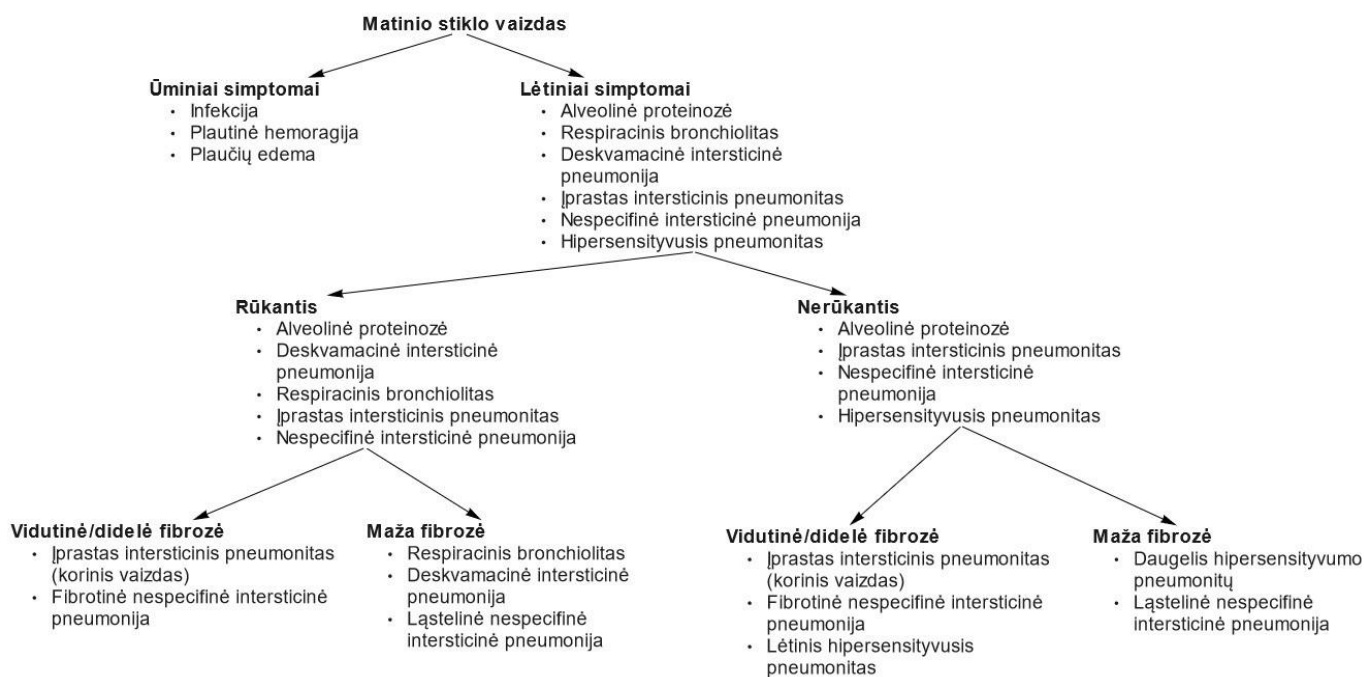 Matinio stiklo vaizdas
Ūminiai simptomai
• Infekcija
• Plautinė hemoragija
• Plaučių edema
Lėtiniai simptomai
• Alveolinė proteinozė
• Respiracinis bronchiolitas
• Deskvamacinė intersticinė
pneumonija
• Įprastas intersticinis pneumonitas
• Nespecifinė intersticinė pneumonija
• Hipersensityvusis pneumonitas
Rūkantis
• Alveolinė proteinozė
• Deskvamacinė intersticinė
pneumonija
• Respiracinis bronchiolitas
• Įprastas intersticinis pneumonitas
• Nespecifinė intersticinė pneumonija
Nerūkantis
• Alveolinė proteinozė
• Įprastas intersticinis pneumonitas
• Nespecifinė intersticinė
pneumonija
• Hipersensityvusis pneumonitas
Vidutinė/didelė fibrozė
• Įprastas intersticinis pneumonitas
(korinis vaizdas)
• Fibrotinė nespecifinė intersticinė
pneumonija
Maža fibrozė
• Respiracinis bronchiolitas
• Deskvamacinė intersticinė
pneumonija
• Ląstelinė nespecifinė
intersticinė pneumonija
Vidutinė/didelė fibrozė
• Įprastas intersticinis pneumonitas
(korinis vaizdas)
• Fibrotinė nespecifinė intersticinė
pneumonija
• Lėtinis hipersensityvusis
pneumonitas
Maža fibrozė
• Daugelis hipersensityvumo
pneumonitų
• Ląstelinė nespecifinė
intersticinė pneumonija